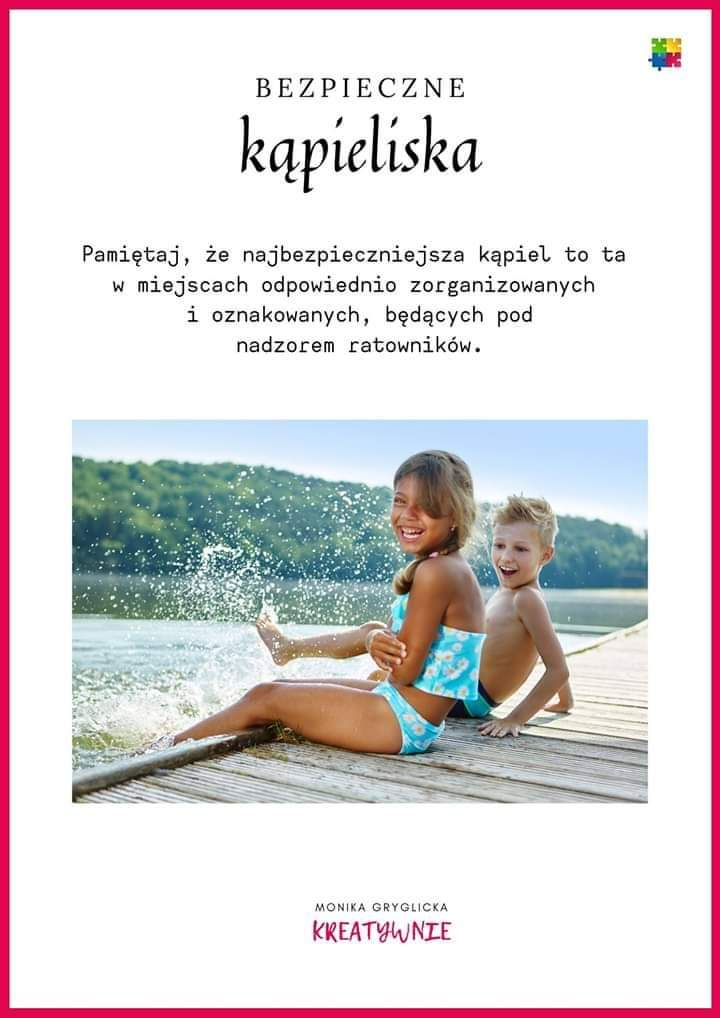 BEZPIECZNE
kąpieliska
Pamiętaj, że najbezpieczniejsza kąpiel to ta
w miejscach odpowiednio zorganizowanych
i oznakowanych, będących pod
nadzorem ratowników.
MONIKA GRYGLICKA
KREATYWNIE